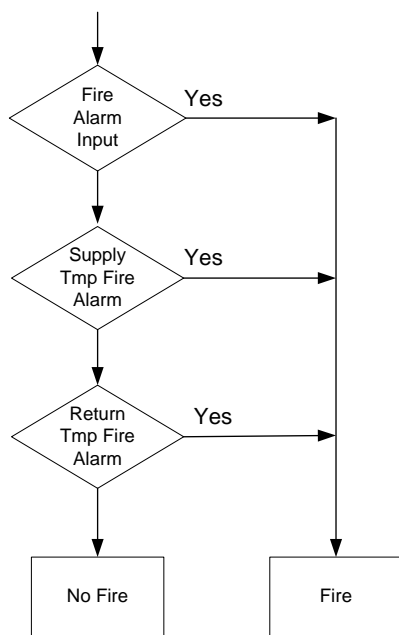 Fire
Alarm
Input
Yes
Supply
Tmp Fire
Alarm
Yes
Return
Tmp Fire
Alarm
Yes
No Fire
Fire